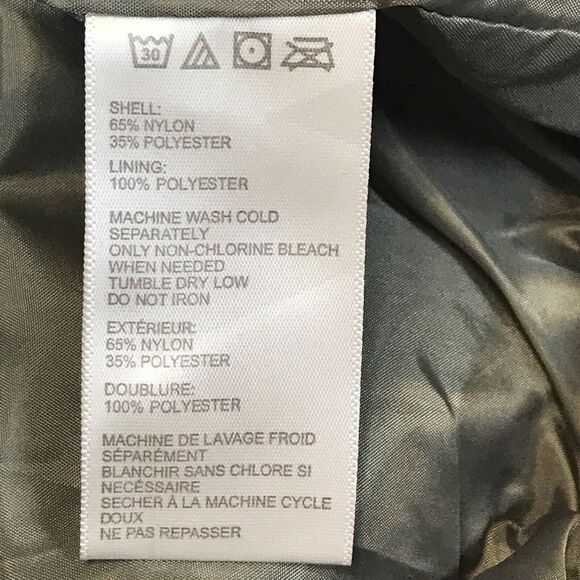 30
SHELL:
65% NYLON
35% POLYESTER
LINING:
100% POLYESTER
MACHINE WASH COLD
SEPARATELY
ONLY NON-CHLORINE BLEACH
WHEN NEEDED
TUMBLE DRY LOW
DO NOT IRON
EXTÉRIEUR:
65% NYLON
35% POLYESTER
DOUBLURE:
100% POLYESTER
MACHINE DE LAVAGE FROID
SÉPARÉMENT
BLANCHIR SANS CHLORE SI
NECÉSSAIRE
SECHER À LA MACHINE CYCLE
DOUX
NE PAS REPASSER